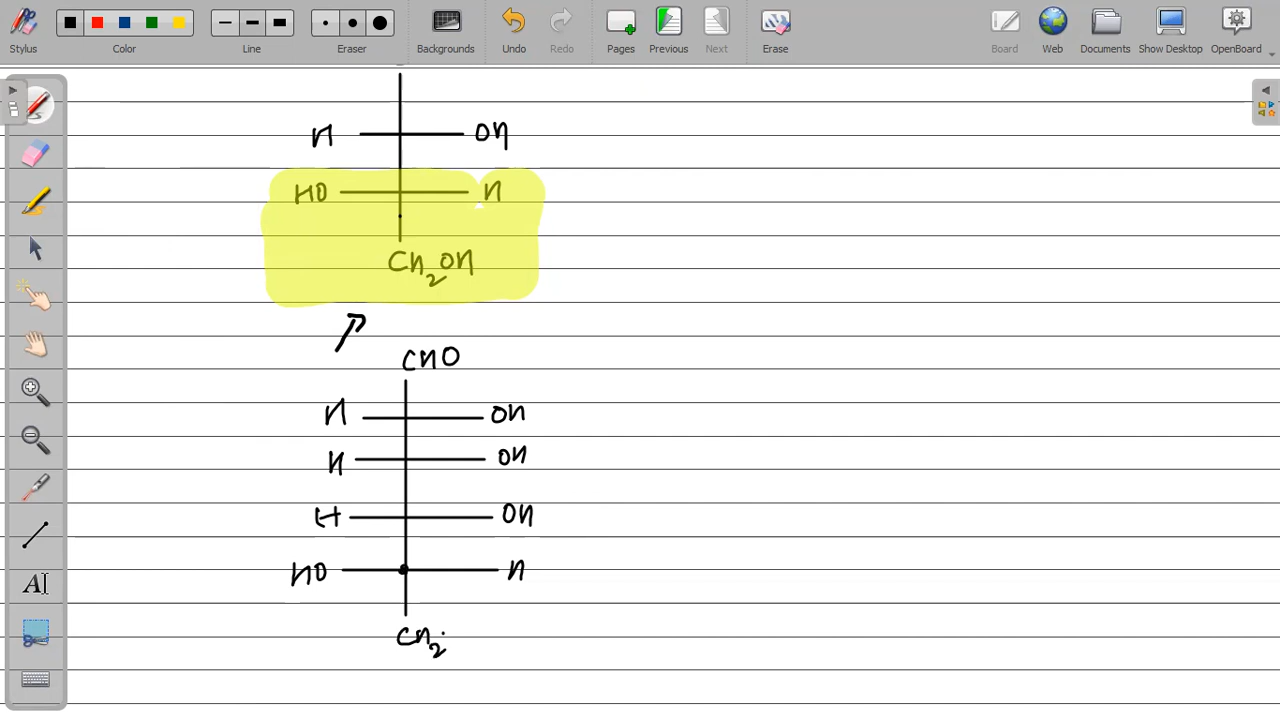 Stylus Color Line Eraser Backgrounds Undo Redo Pages Previous Next Erase Board Web Documents Show Desktop OpenBoard
H OH
HO H
CH2OH
CHO
H OH
H OH
H OH
HO H
CH2